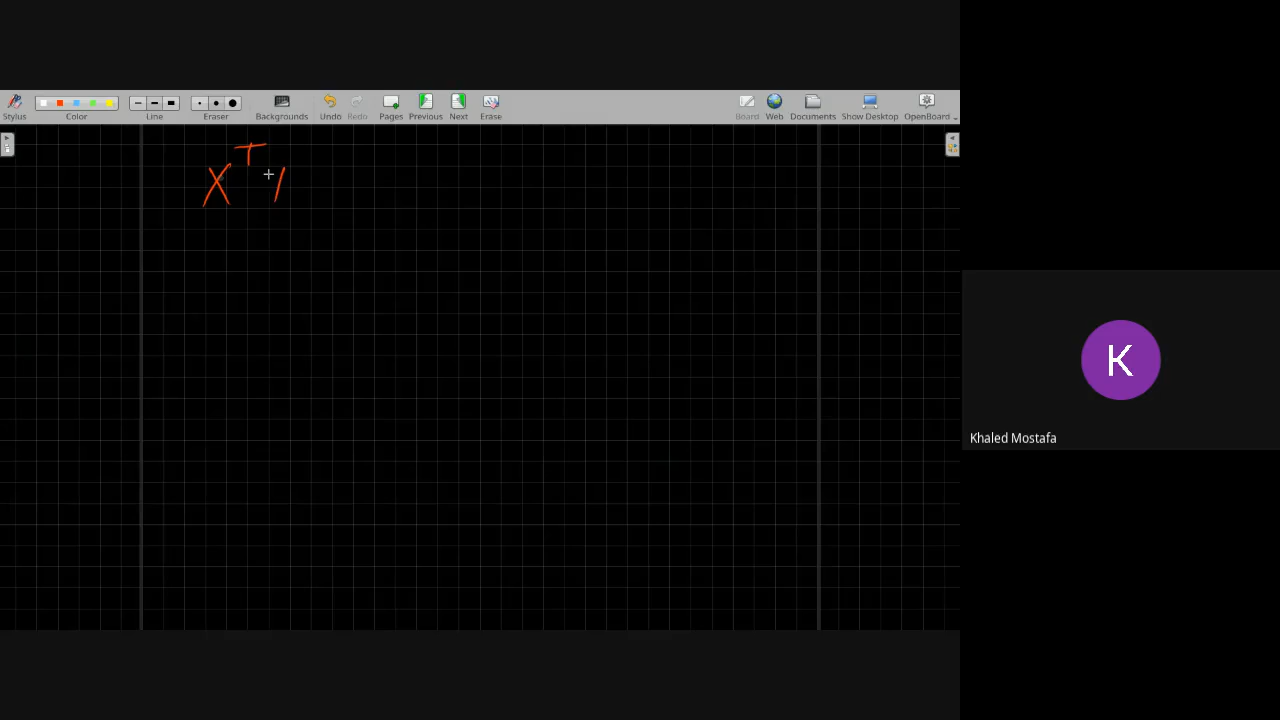 Stylus Color Line Eraser Backgrounds Undo Redo Pages Previous Next Erase Board Web Documents Show Desktop OpenBoard
X^T
K
Khaled Mostafa